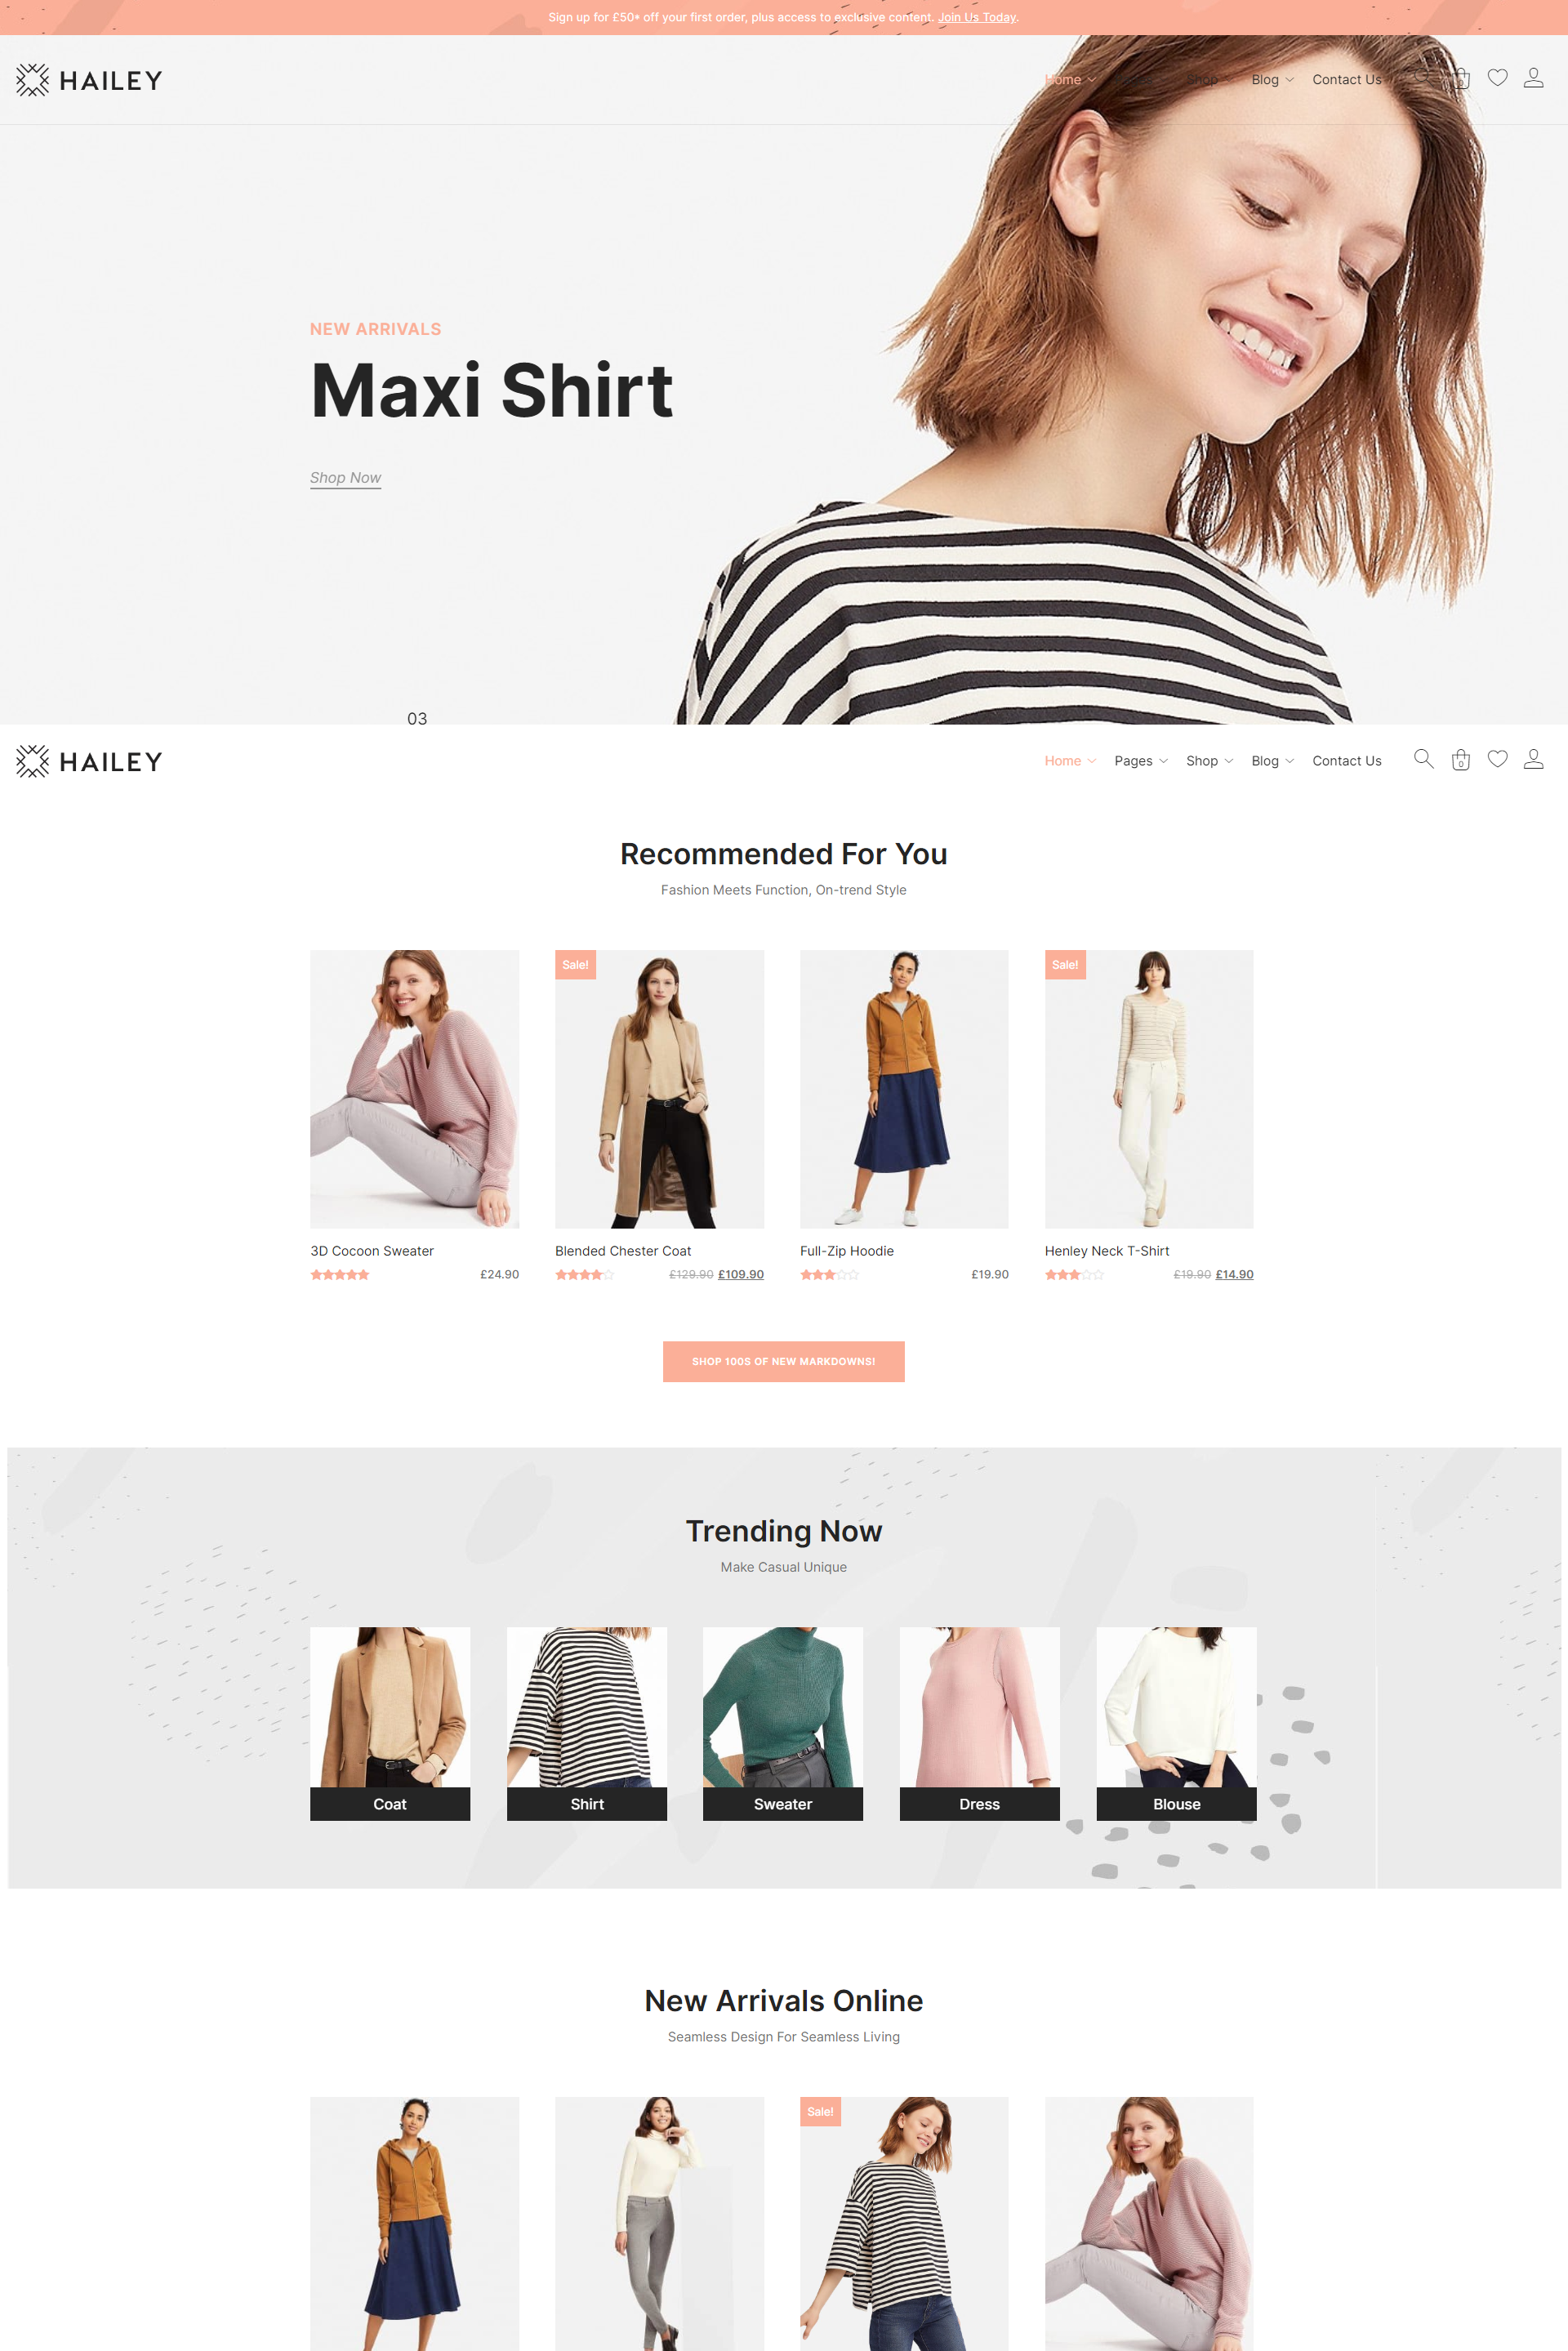 Sign up for £50* off your first order, plus access to exclusive content. Join Us Today.
HAILEY
Home Shop Blog Contact Us
0
NEW ARRIVALS
Maxi Shirt
Shop Now
03
HAILEY
Home Pages Shop Blog Contact Us
0
Recommended For You
Fashion Meets Function, On-trend Style
Sale!
Sale!
3D Cocoon Sweater
£24.90
Blended Chester Coat
£129.90 £109.90
Full-Zip Hoodie
£19.90
Henley Neck T-Shirt
£19.90 £14.90
SHOP 100S OF NEW MARKDOWNS!
Trending Now
Make Casual Unique
Coat
Shirt
Sweater
Dress
Blouse
New Arrivals Online
Seamless Design For Seamless Living
Sale!